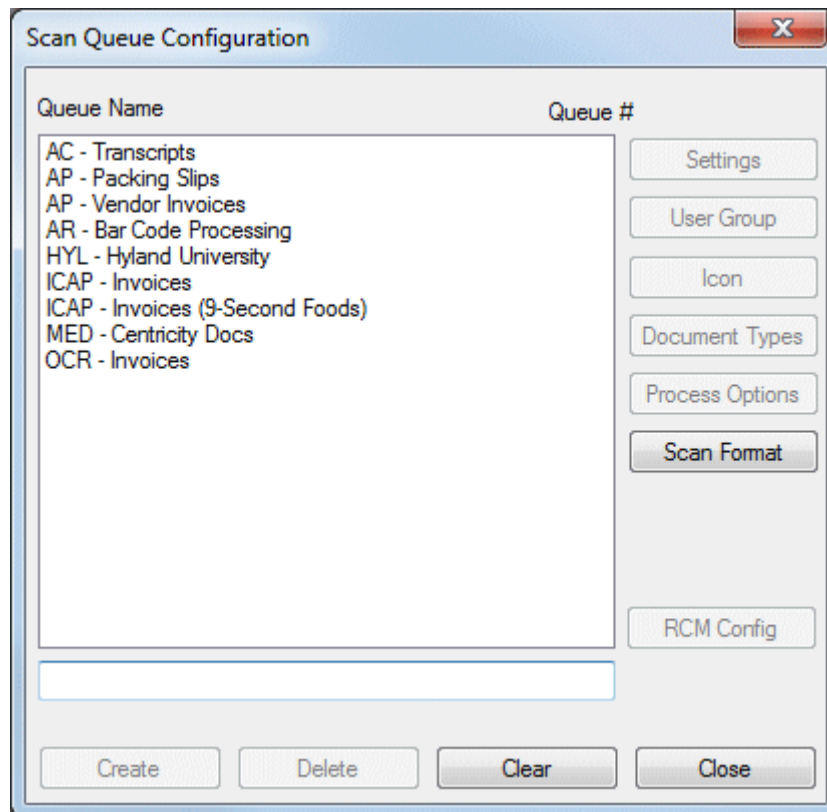 Scan Queue Configuration
Queue Name Queue #
AC - Transcripts
AP - Packing Slips
AP - Vendor Invoices
AR - Bar Code Processing
HYL - Hyland University
ICAP - Invoices
ICAP - Invoices (9-Second Foods)
MED - Centricity Docs
OCR - Invoices
Settings
User Group
Icon
Document Types
Process Options
Scan Format
RCM Config
Create Delete Clear Close